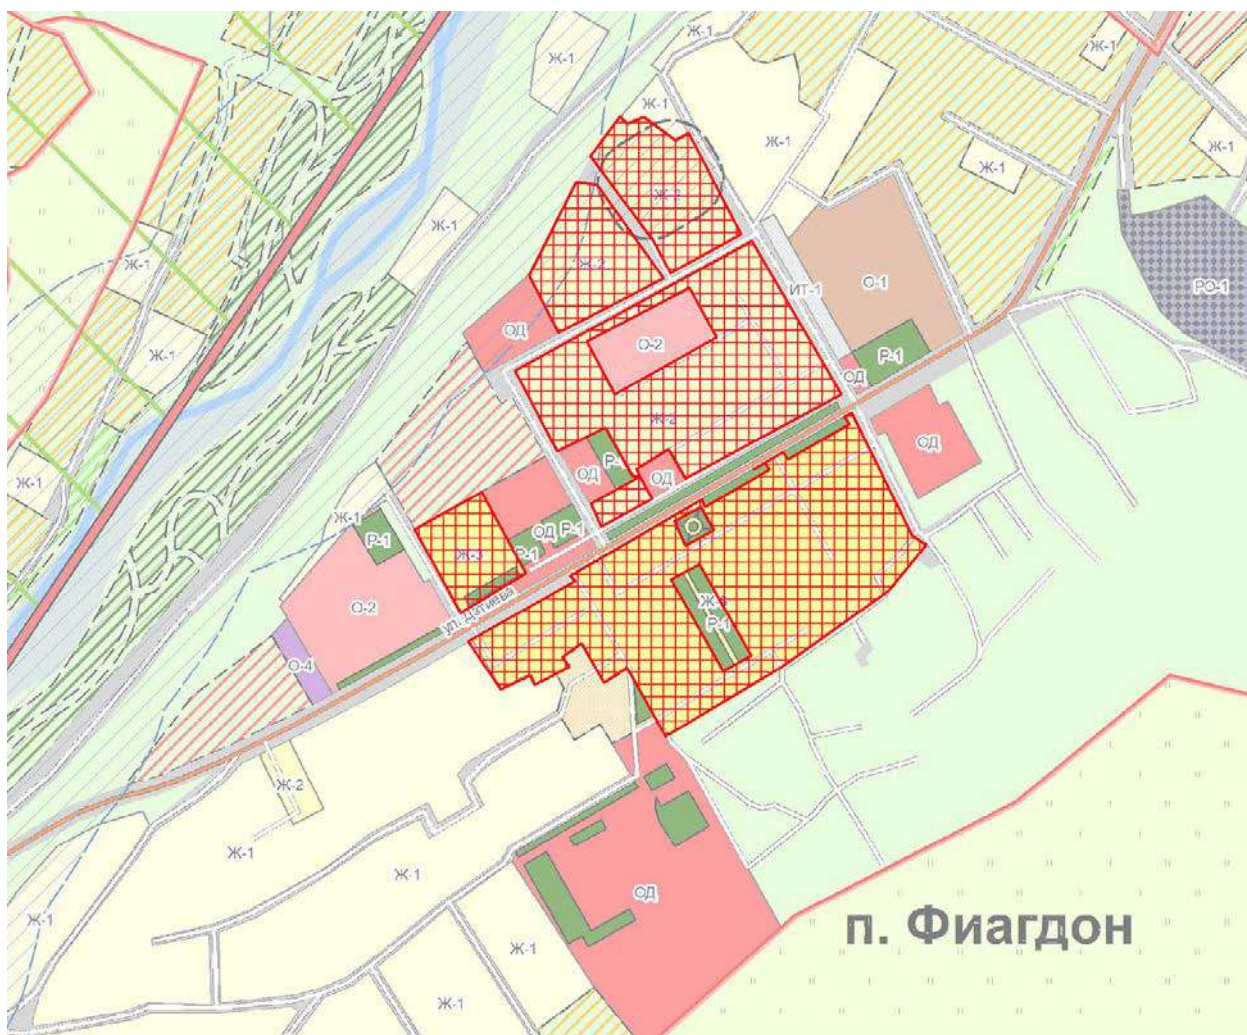 Ж-1
Ж-1
Ж-1
Ж-1
Ж-1
Ж-1
Ж-1
Ж-2
Ж-1
Ж-1
Ж-2
РО-1
ИТ-1
О-1
Ж-1
ОД
О-2
Р-1
ОД
Ж-2
ОД
ОД
ОД
Ж-1
Ж-1
Р-1
ОД
Р-1
Р-1
Ж-3
Ж-3
Р-1
О-2
ул. Датиева
О-4
Ж-2
Ж-1
Ж-1
ОД
Ж-1
Ж-1
Ж-1
п. Фиагдон